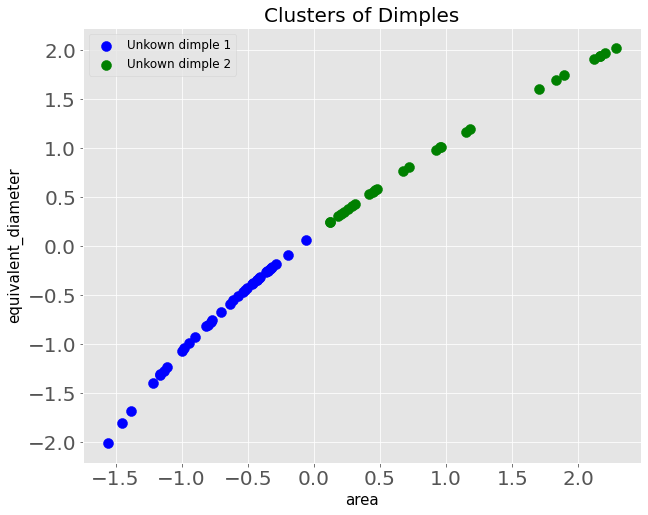 Clusters of Dimples
Unkown dimple 1
Unkown dimple 2
equivalent_diameter
2.0
1.5
1.0
0.5
0.0
−0.5
−1.0
−1.5
−2.0
−1.5 −1.0 −0.5 0.0 0.5 1.0 1.5 2.0
area